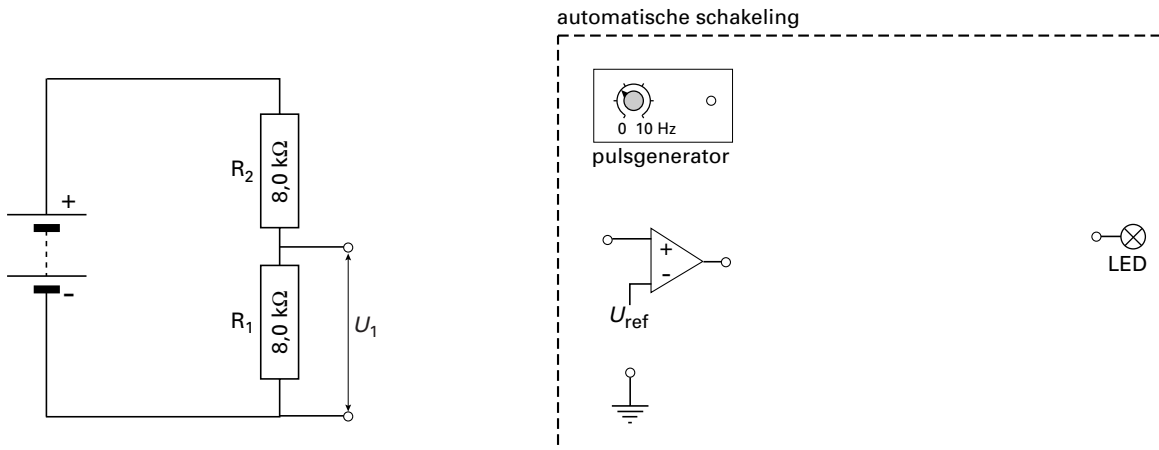 automatische schakeling
0 10 Hz
pulsgenerator
+
-
R2
8,0 kΩ
R1
8,0 kΩ
U1
+
-
Uref
LED